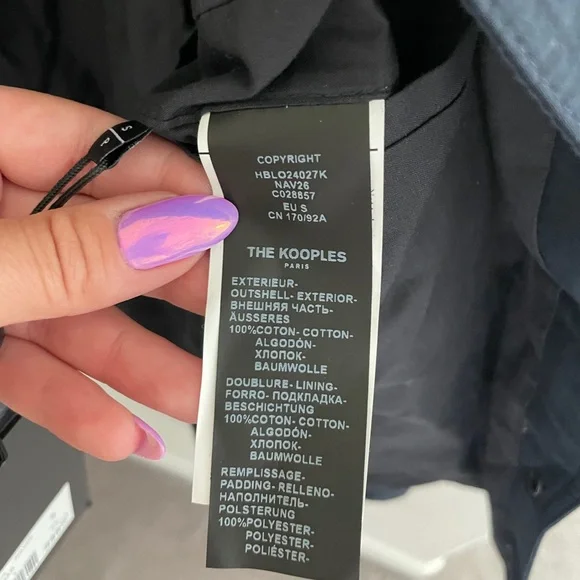 COPYRIGHT
HBLO24027K
NAV26
C028857
EU S
CN 170/92A
THE KOOPLES
PARIS
EXTERIEUR-
OUTSHELL- EXTERIOR-
ВНЕШНЯЯ ЧАСТЬ-
ÄUSSERES
100%COTON- COTTON-
ALGODÓN-
ХЛОПОК-
BAUMWOLLE
DOUBLURE- LINING-
FORRO- ПОДКЛАДКА-
BESCHICHTUNG
100%COTON- COTTON-
ALGODÓN-
ХЛОПОК-
BAUMWOLLE
REMPLISSAGE-
PADDING- RELLENO-
НАПОЛНИТЕЛЬ-
POLSTERUNG
100%POLYESTER-
POLYESTER-
POLIÉSTER-